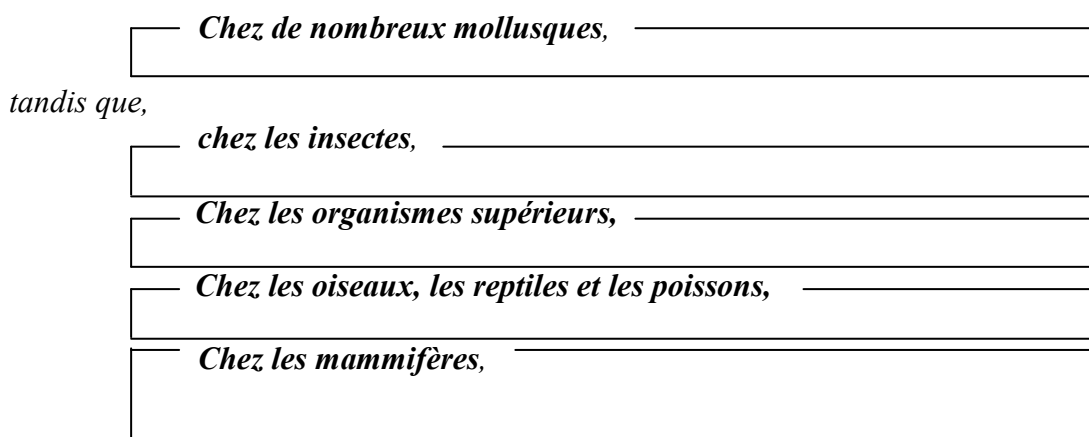 Chez de nombreux mollusques,
tandis que,
chez les insectes,
Chez les organismes supérieurs,
Chez les oiseaux, les reptiles et les poissons,
Chez les mammifères,